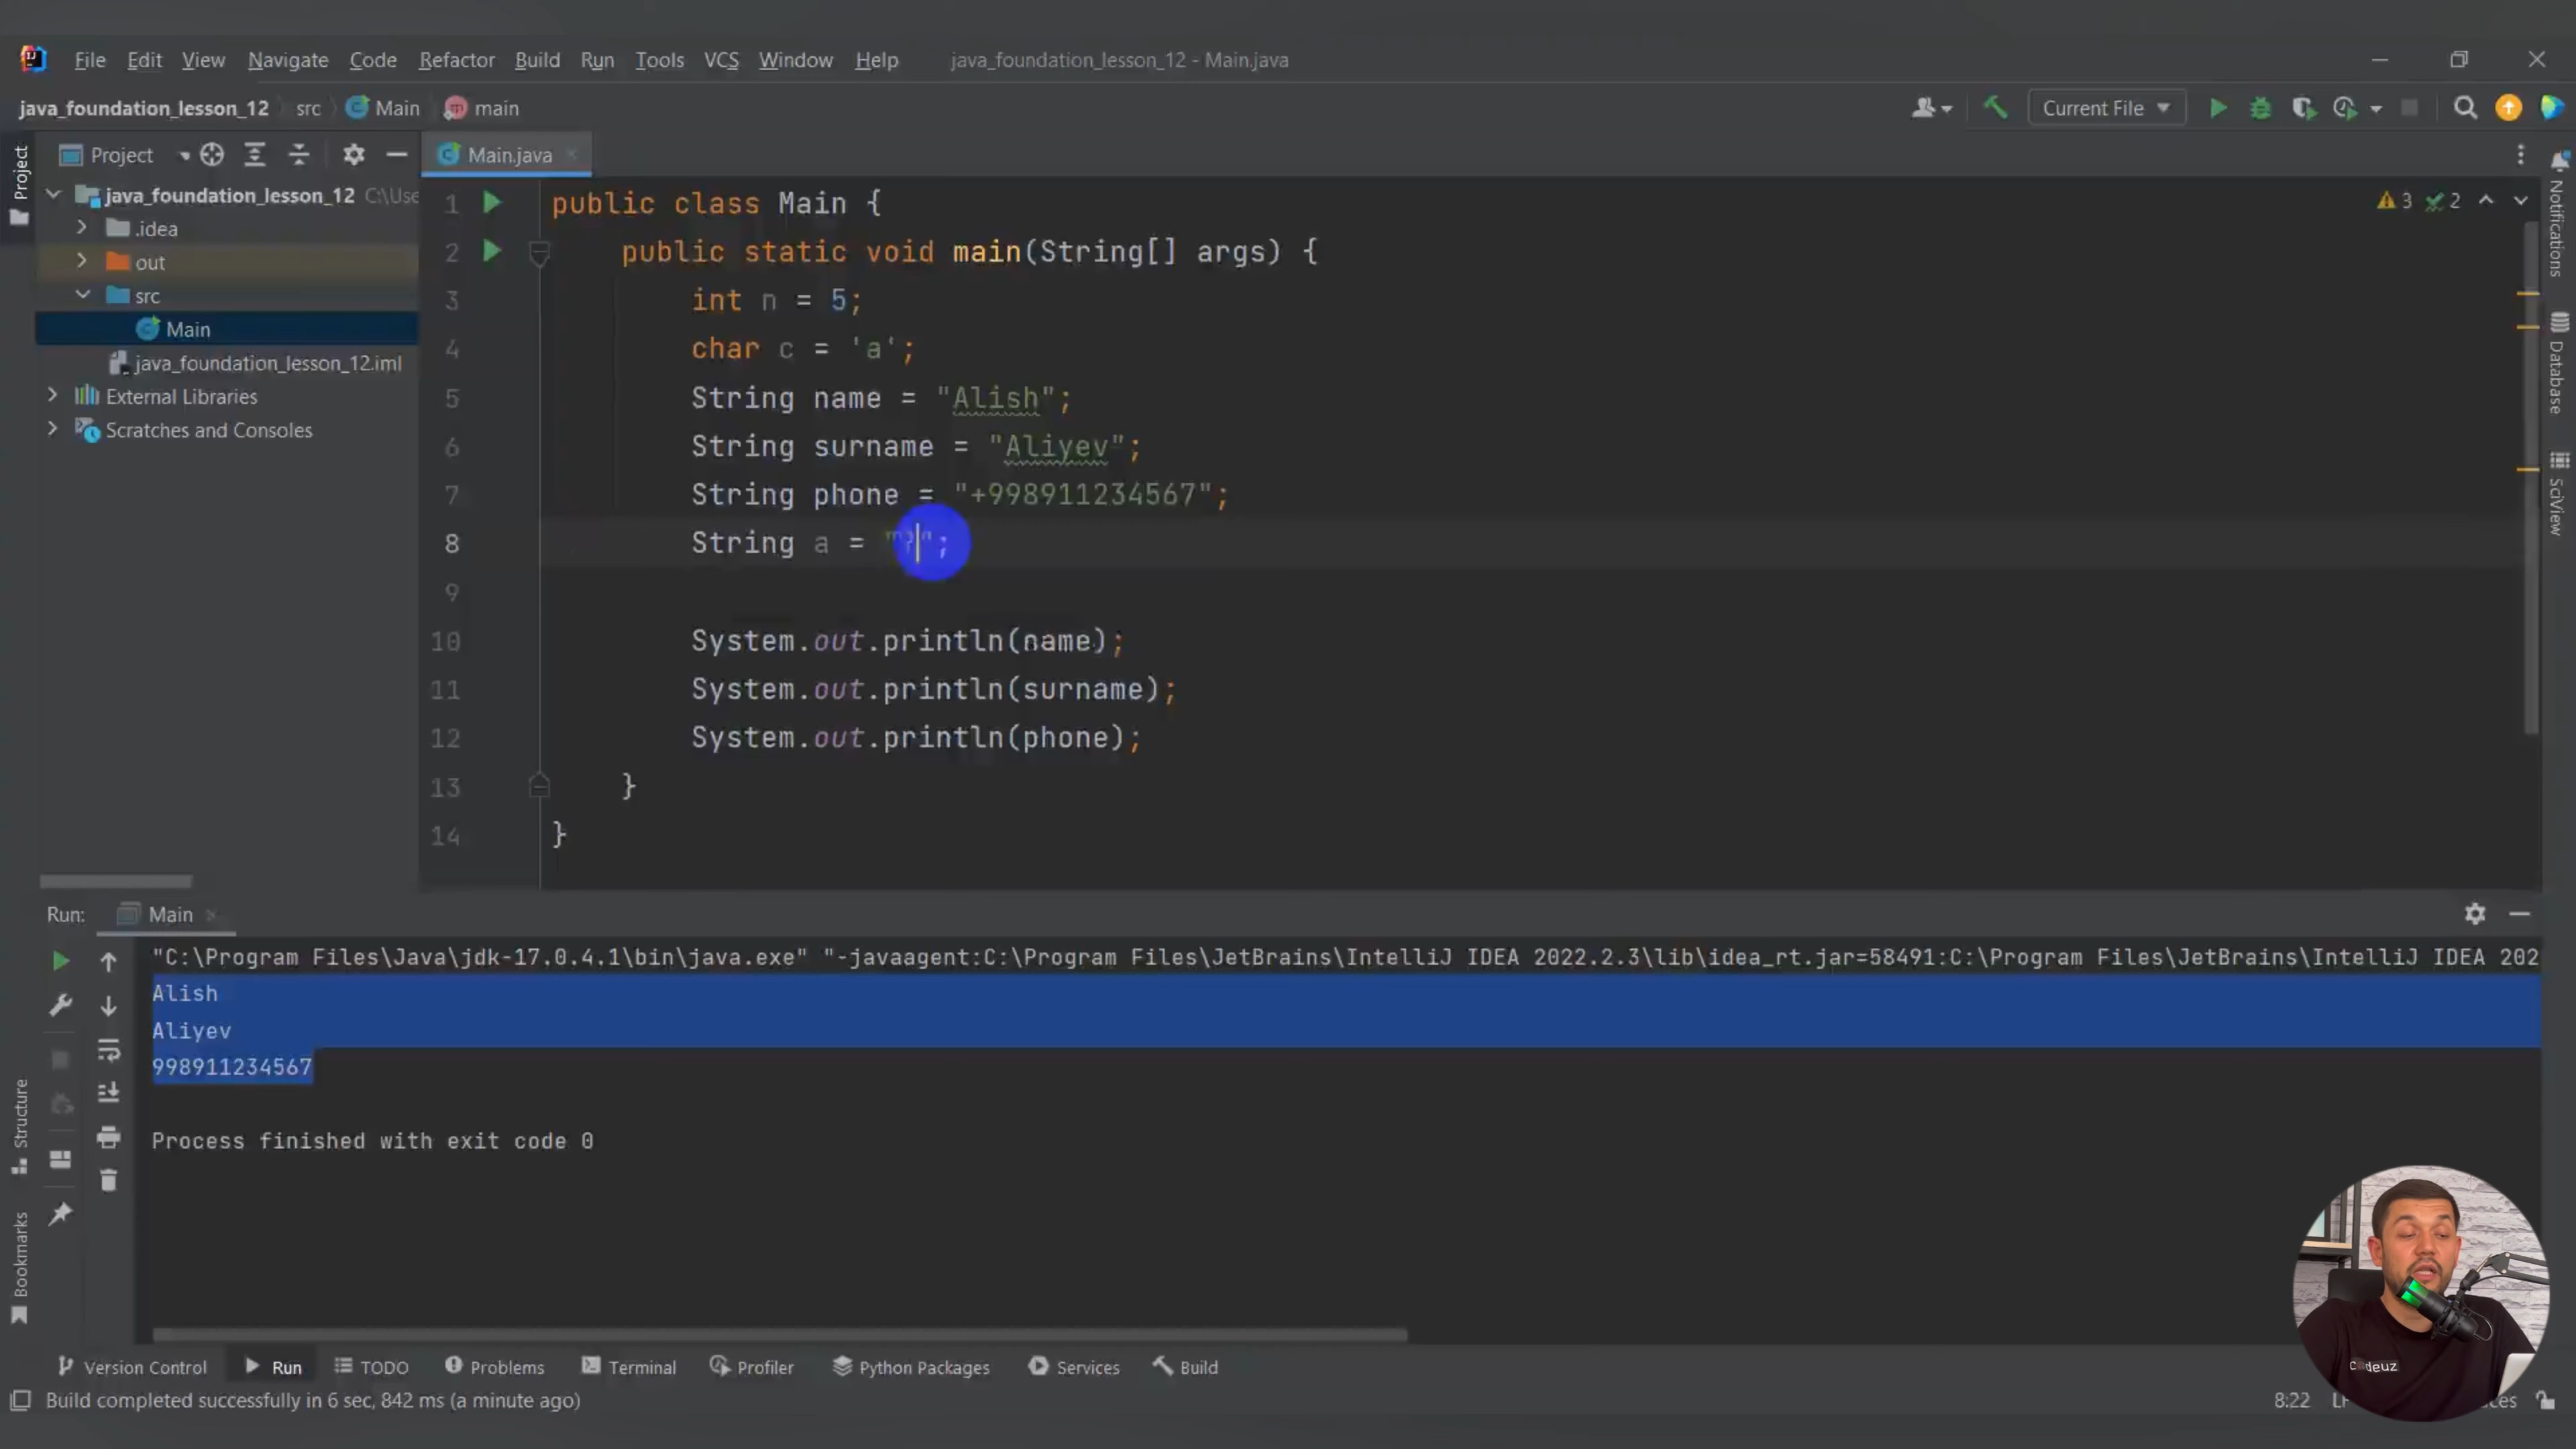 File Edit View Navigate Code Refactor Build Run Tools VCS Window Help java_foundation_lesson_12 - Main.java
java_foundation_lesson_12 src Main main Current File
Project Main.java
Project
java_foundation_lesson_12 C:\Use
.idea
out
src
Main
java_foundation_lesson_12.iml
External Libraries
Scratches and Consoles
1 public class Main {
2 public static void main(String[] args) {
3 int n = 5;
4 char c = 'a';
5 String name = "Alish";
6 String surname = "Aliyev";
7 String phone = "+998911234567";
8 String a = "?";
9
10 System.out.println(name);
11 System.out.println(surname);
12 System.out.println(phone);
13 }
14 }
3 2
Notifications
Database
SciView
Run: Main
"C:\Program Files\Java\jdk-17.0.4.1\bin\java.exe" "-javaagent:C:\Program Files\JetBrains\IntelliJ IDEA 2022.2.3\lib\idea_rt.jar=58491:C:\Program Files\JetBrains\IntelliJ IDEA 202
Alish
Aliyev
998911234567
Process finished with exit code 0
Structure
Bookmarks
Version Control Run TODO Problems Terminal Profiler Python Packages Services Build
Build completed successfully in 6 sec, 842 ms (a minute ago) 8:22
Codeuz